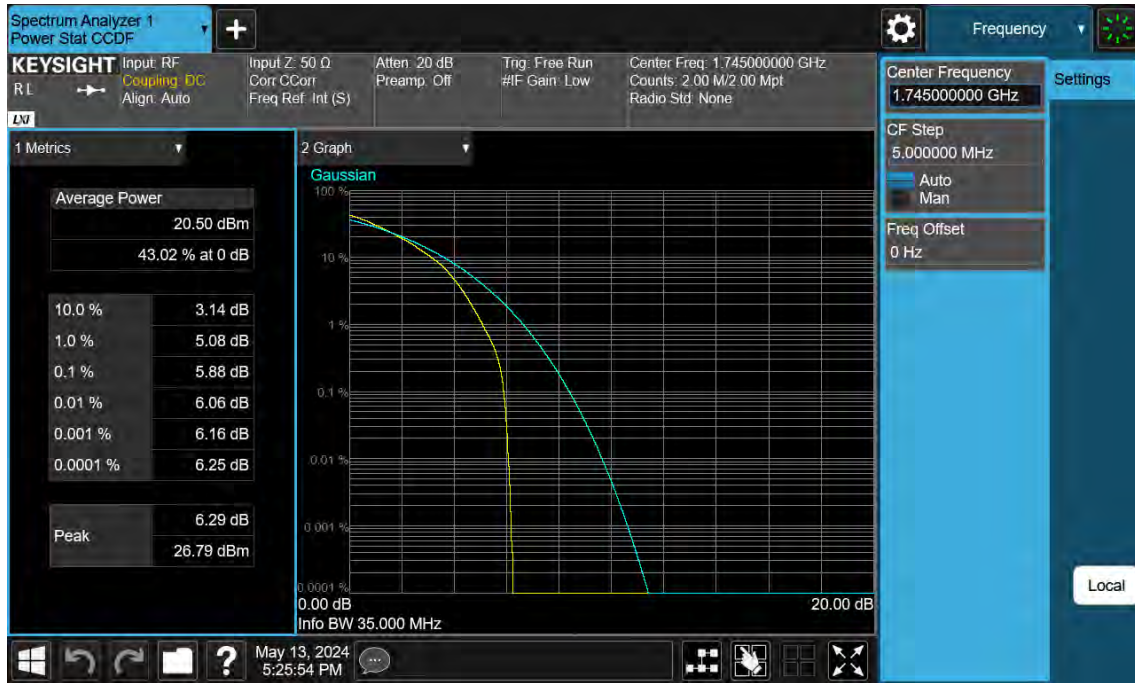 Spectrum Analyzer 1
Power Stat CCDF
Frequency
KEYSIGHT
R L
LXI
Input: RF
Coupling: DC
Align: Auto
Input Z: 50 Ω
Corr CCorr
Freq Ref: Int (S)
Atten: 20 dB
Preamp: Off
Trig: Free Run
#IF Gain: Low
Center Freq: 1.745000000 GHz
Counts: 2.00 M/2.00 Mpt
Radio Std: None
Center Frequency
1.745000000 GHz
Settings
CF Step
5.000000 MHz
Auto
Man
Freq Offset
0 Hz
1 Metrics
Average Power
20.50 dBm
43.02 % at 0 dB
10.0 % 3.14 dB
1.0 % 5.08 dB
0.1 % 5.88 dB
0.01 % 6.06 dB
0.001 % 6.16 dB
0.0001 % 6.25 dB
Peak
6.29 dB
26.79 dBm
2 Graph
Gaussian
100 %
10 %
1 %
0.1 %
0.01 %
0.001 %
0.0001 %
0.00 dB 20.00 dB
Info BW 35.000 MHz
Local
?
May 13, 2024
5:25:54 PM